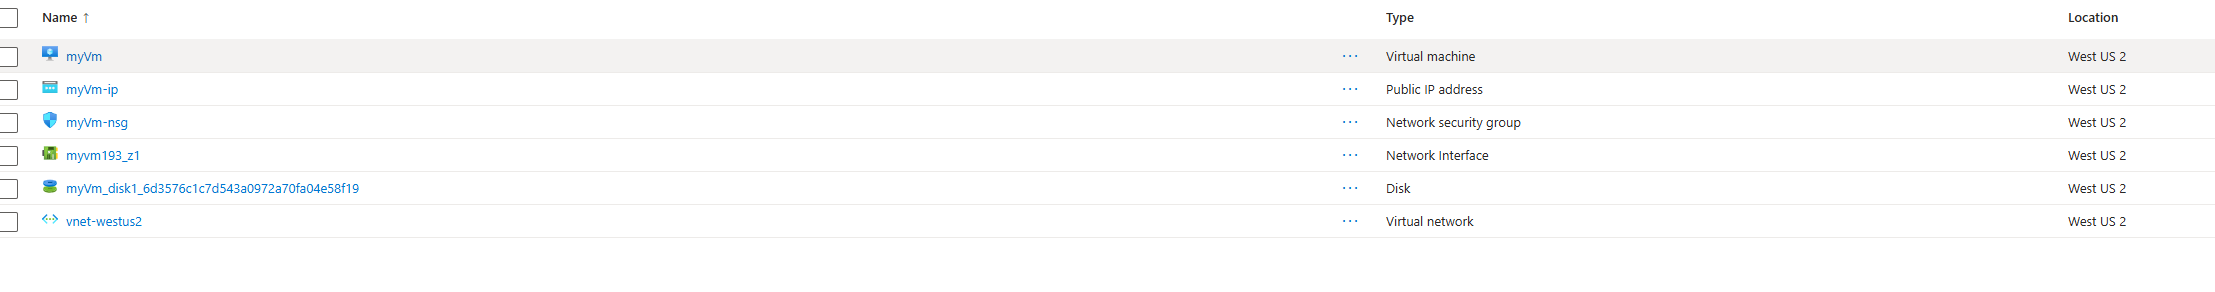 Name ↑ Type Location
myVm ... Virtual machine West US 2
myVm-ip ... Public IP address West US 2
myVm-nsg ... Network security group West US 2
myvm193_z1 ... Network Interface West US 2
myVm_disk1_6d3576c1c7d543a0972a70fa04e58f19 ... Disk West US 2
vnet-westus2 ... Virtual network West US 2